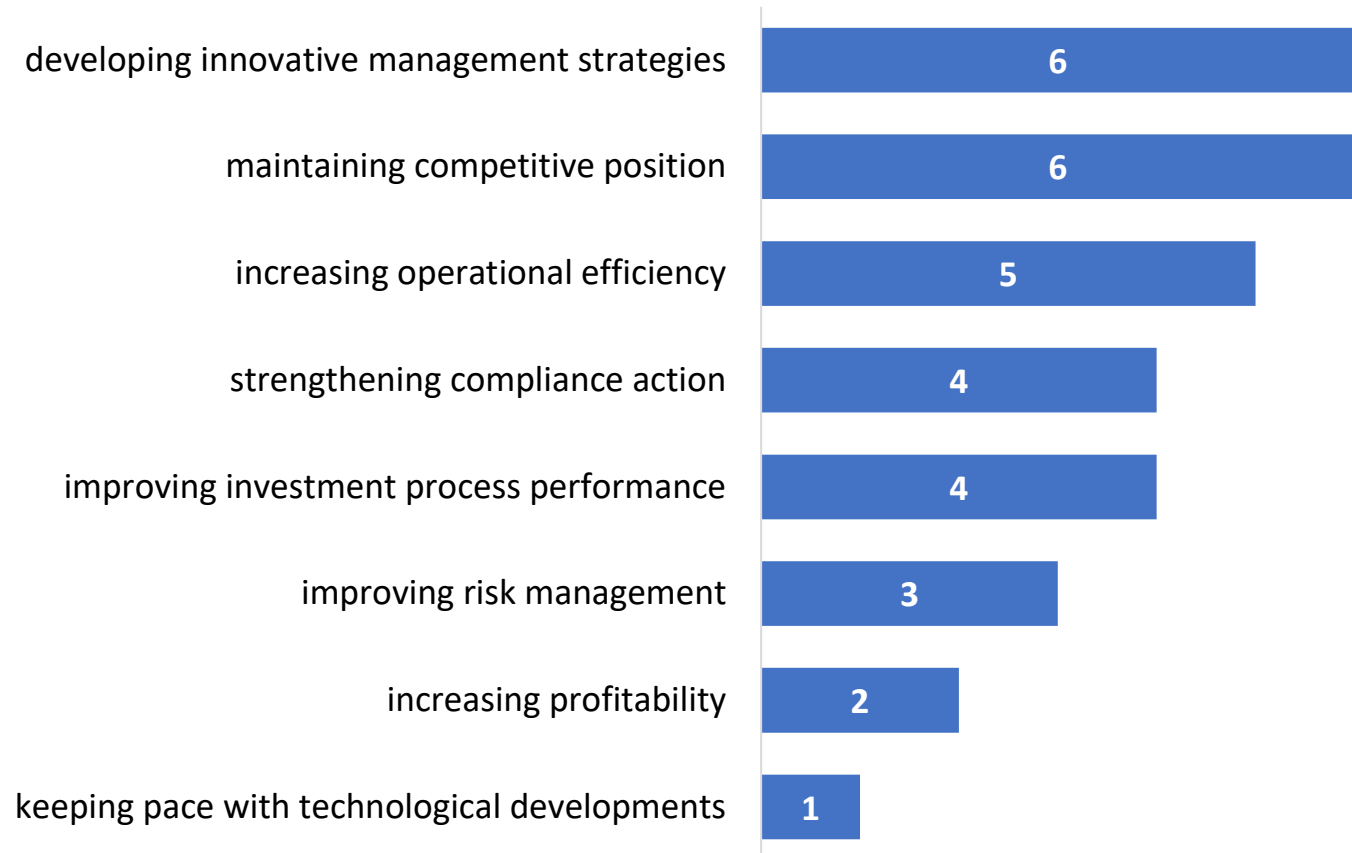 developing innovative management strategies 6
maintaining competitive position 6
increasing operational efficiency 5
strengthening compliance action 4
improving investment process performance 4
improving risk management 3
increasing profitability 2
keeping pace with technological developments 1